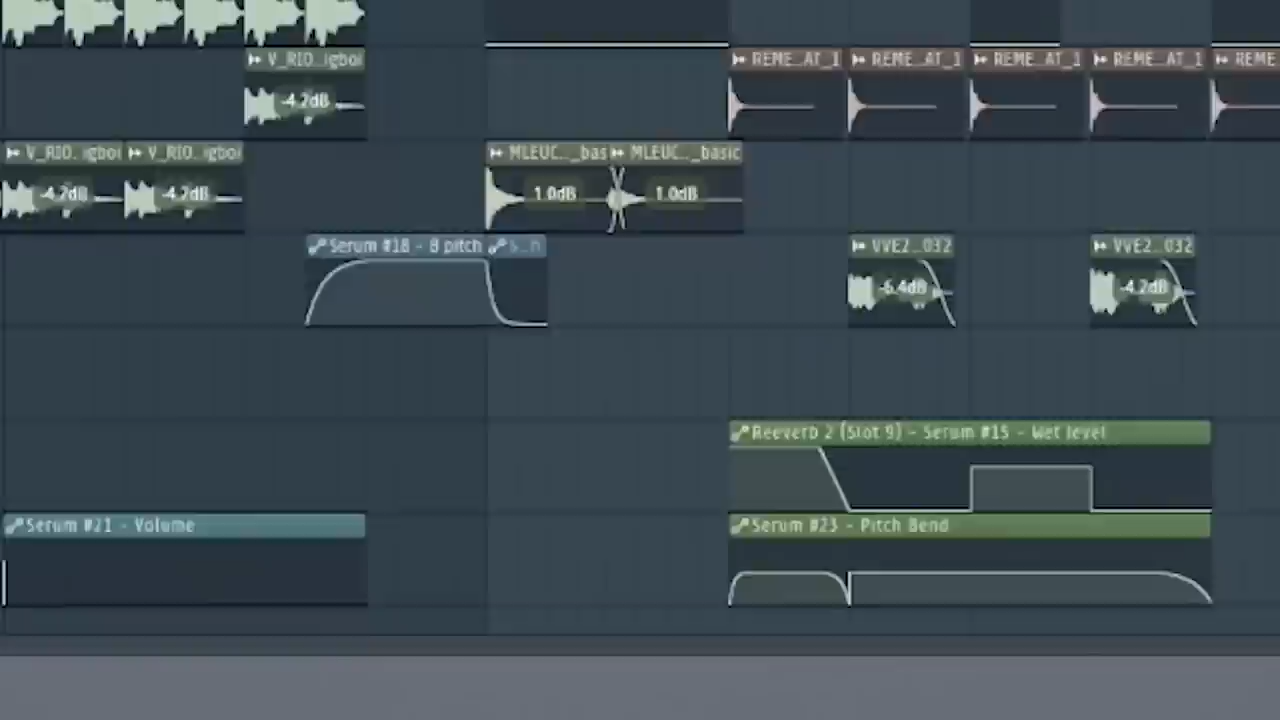 V_RIO..igboi
REME...AT_1 REME...AT_1 REME...AT_1 REME...AT_1 REME
-4.2dB
V_RIO..igboi V_RIO..igboi MLEUC..._bas MLEUC..._basic
-4.2dB -4.2dB 1.0dB 1.0dB
Serum #18 - B pitch VVE2...032 VVE2...032
-6.4dB -4.2dB
Reeverb 2 (Slot 9) - Serum #15 - Wet level
Serum #21 - Volume Serum #23 - Pitch Bend